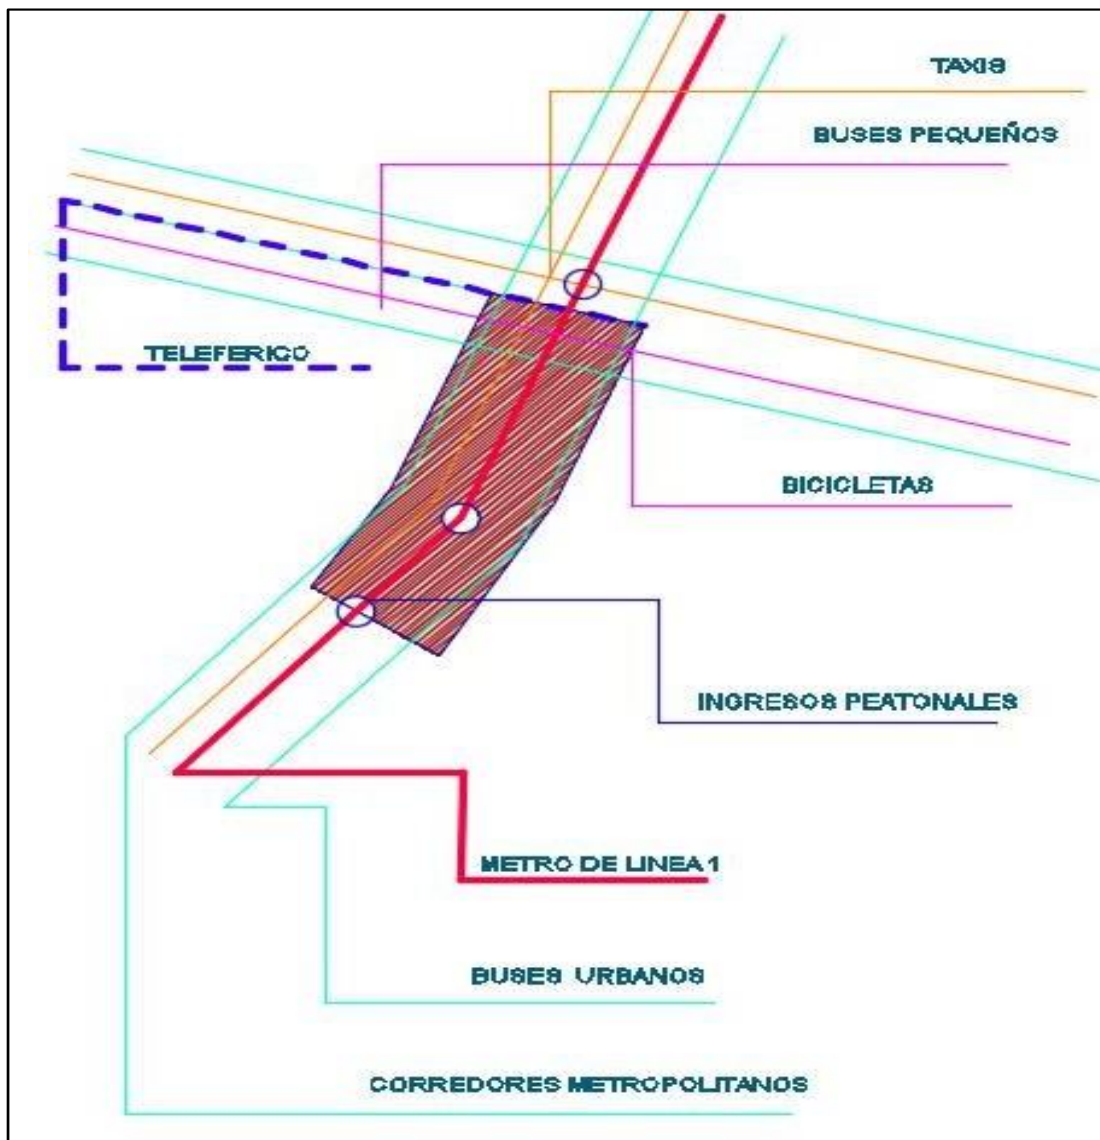 TAXIS
BUSES PEQUEÑOS
TELEFERICO
BICICLETAS
INGRESOS PEATONALES
METRO DE LINEA 1
BUSES URBANOS
CORREDORES METROPOLITANOS